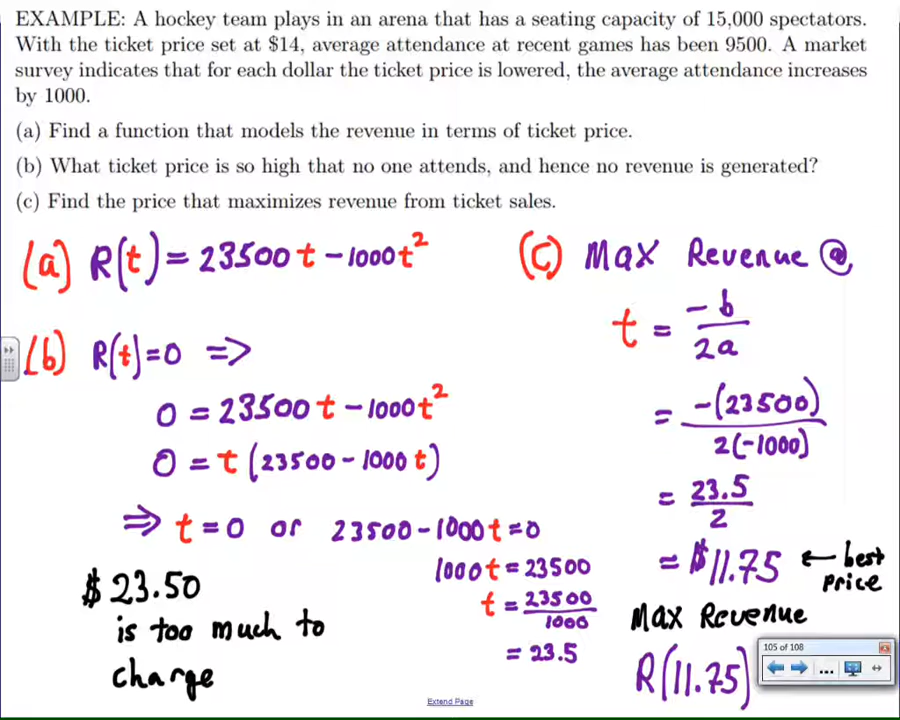 EXAMPLE: A hockey team plays in an arena that has a seating capacity of 15,000 spectators.
With the ticket price set at $14, average attendance at recent games has been 9500. A market
survey indicates that for each dollar the ticket price is lowered, the average attendance increases
by 1000.
(a) Find a function that models the revenue in terms of ticket price.
(b) What ticket price is so high that no one attends, and hence no revenue is generated?
(c) Find the price that maximizes revenue from ticket sales.
(a) R(t) = 23500t - 1000t²
(b) R(t) = 0 ⇒
0 = 23500t - 1000t²
0 = t(23500 - 1000t)
⇒ t = 0 or 23500 - 1000t = 0
1000t = 23500
t = 23500/1000
= 23.5
$23.50
is too much to
charge
(c) Max Revenue @
t = -b/2a
= -(23500)/2(-1000)
= 23.5/2
= $11.75 ← best
price
Max Revenue
R(11.75)
105 of 108
...
Extend Page